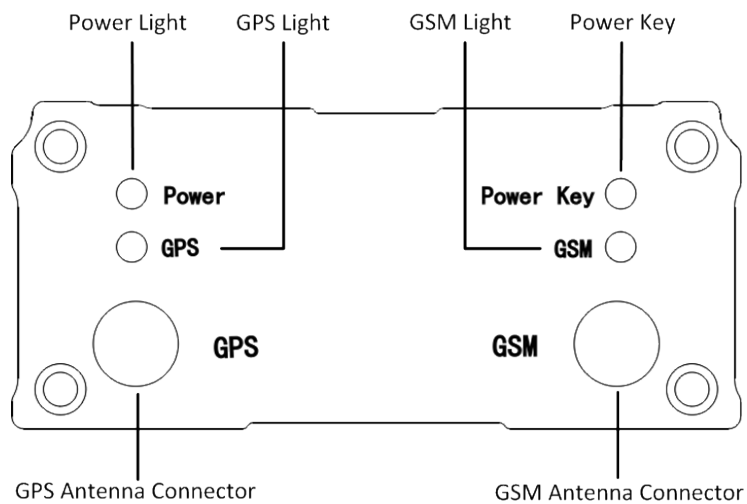 Power Light GPS Light GSM Light Power Key
Power Power Key
GPS GSM
GPS GSM
GPS Antenna Connector GSM Antenna Connector